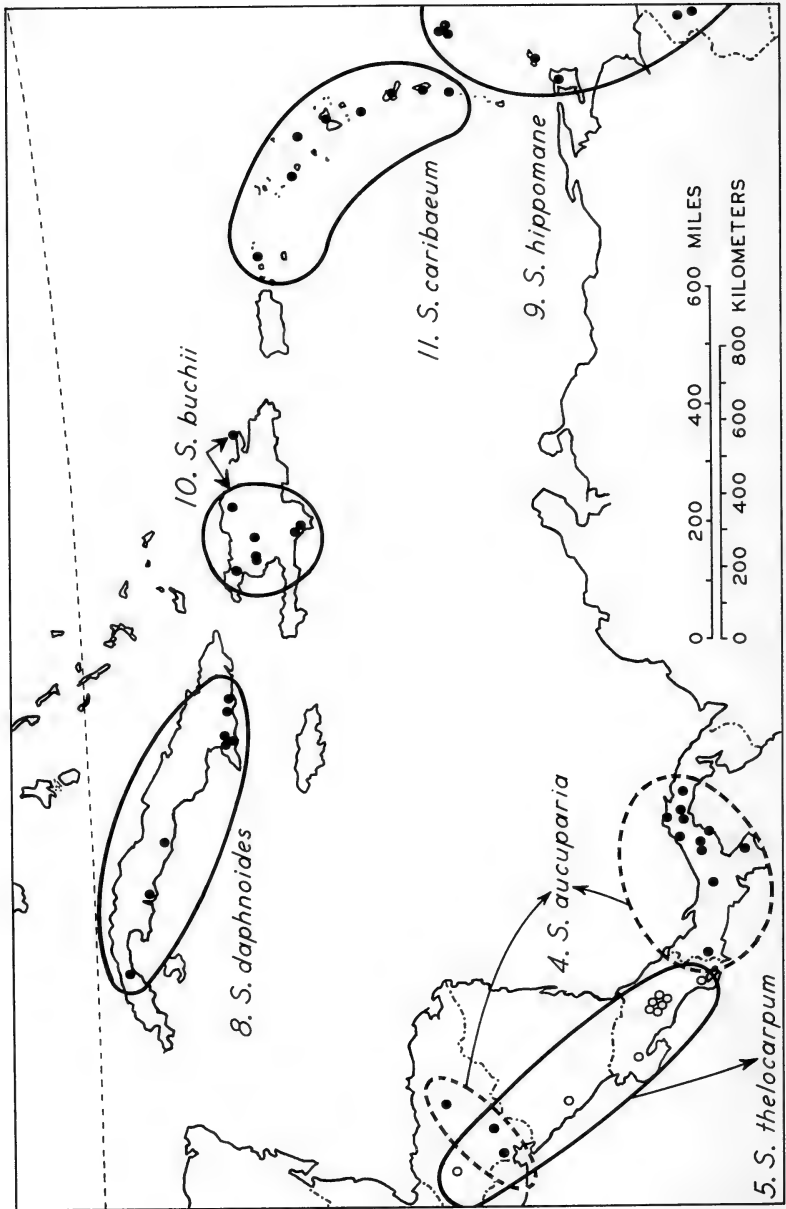 8. S. daphnoides
10. S. buchii
11. S. caribaeum
5. S. thelocarpum
4. S. aucuparia
9. S. hippomane
0 200 400 600 MILES
0 200 400 600 800 KILOMETERS